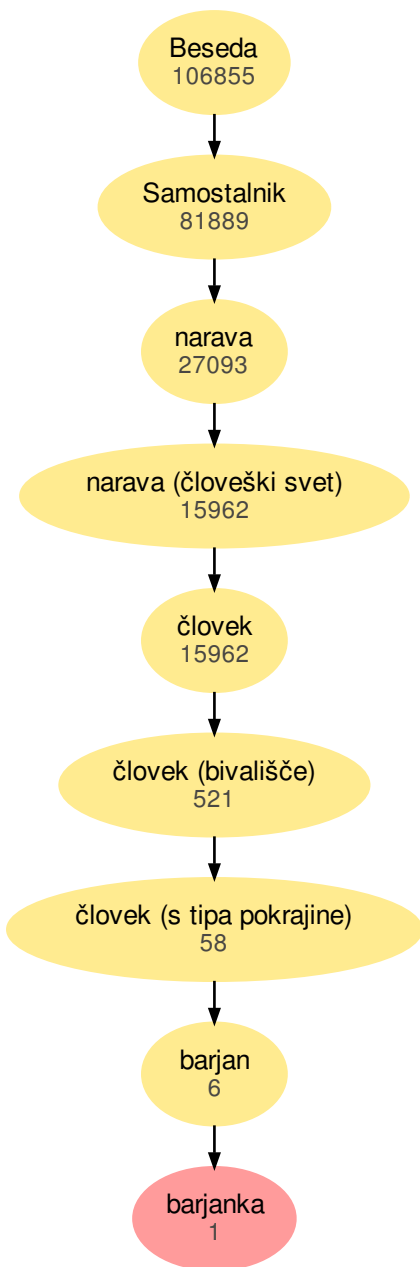 Beseda
106855
Samostalnik
81889
narava
27093
narava (človeški svet)
15962
človek
15962
človek (bivališče)
521
človek (s tipa pokrajine)
58
barjan
6
barjanka
1